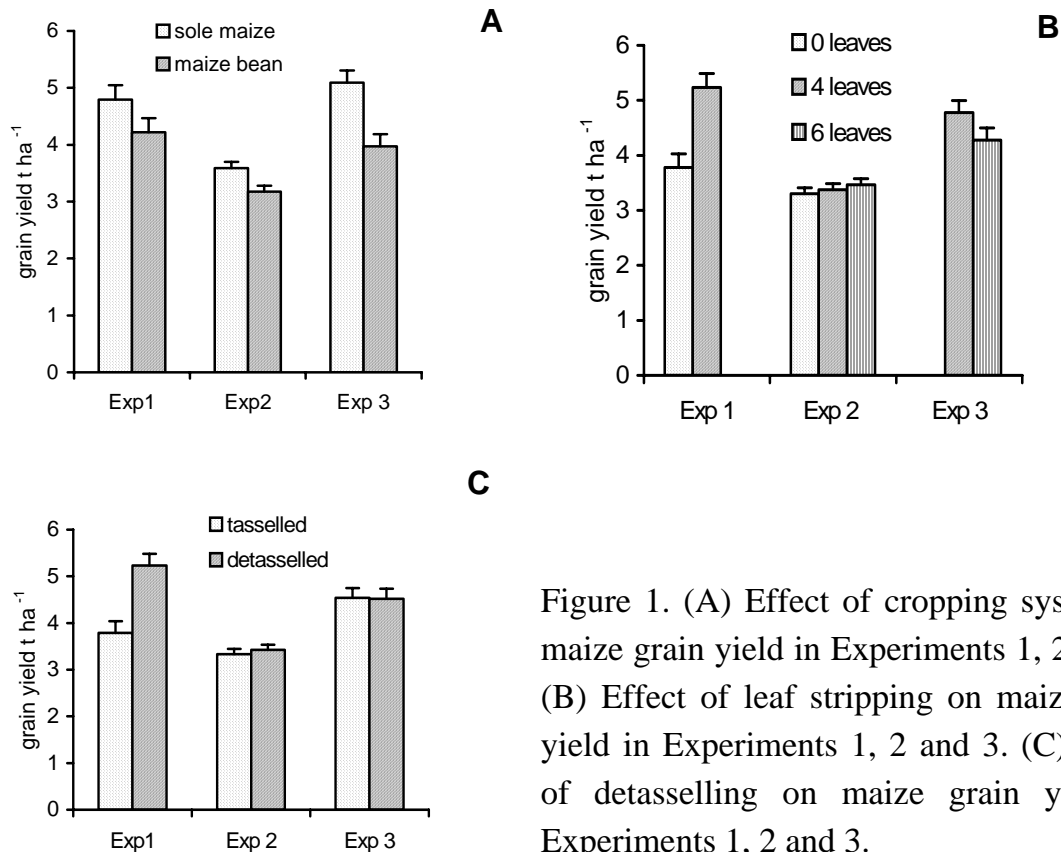 A
sole maize
maize bean
grain yield t ha -1
6
5
4
3
2
1
0
Exp1 Exp2 Exp 3
B
0 leaves
4 leaves
6 leaves
grain yield t ha -1
6
5
4
3
2
1
0
Exp 1 Exp 2 Exp 3
C
tasselled
detasselled
grain yield t ha -1
6
5
4
3
2
1
0
Exp1 Exp 2 Exp 3
Figure 1. (A) Effect of cropping sys
maize grain yield in Experiments 1, 2
(B) Effect of leaf stripping on maiz
yield in Experiments 1, 2 and 3. (C)
of detasselling on maize grain y
Experiments 1, 2 and 3.